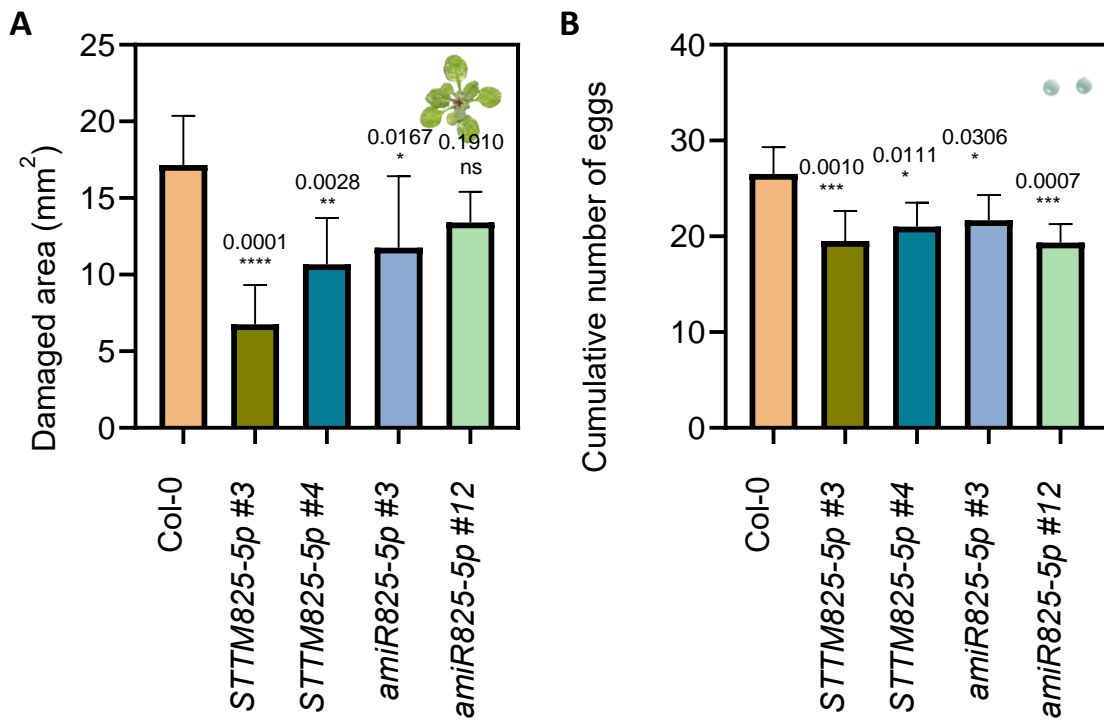 A
Damaged area (mm²)
25
20
15
10
5
0
0.0001
****
0.0028
**
0.0167
*
0.1910
ns
Col-0
STTM825-5p #3
STTM825-5p #4
amiR825-5p #3
amiR825-5p #12
B
Cumulative number of eggs
40
30
20
10
0
0.0010
***
0.0111
*
0.0306
*
0.0007
***
Col-0
STTM825-5p #3
STTM825-5p #4
amiR825-5p #3
amiR825-5p #12